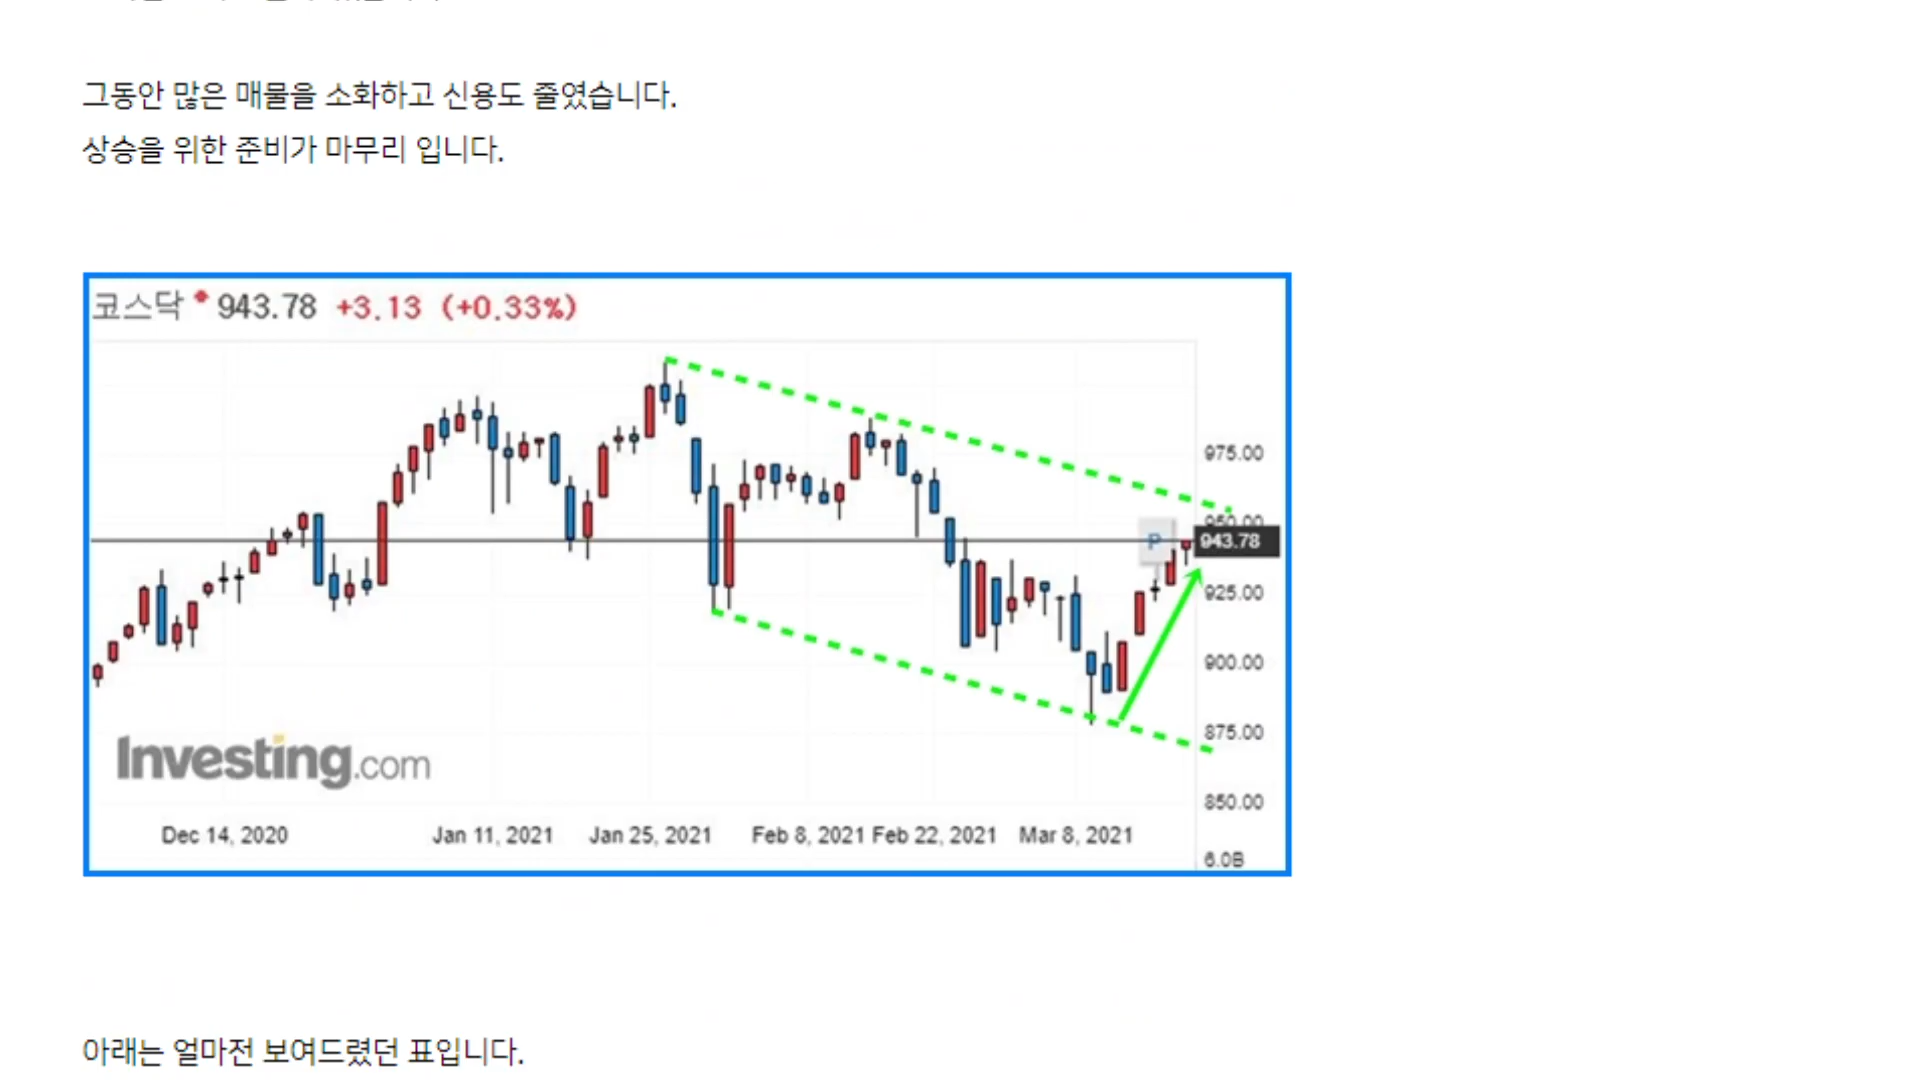 그동안 많은 매물을 소화하고 신용도 줄였습니다.
상승을 위한 준비가 마무리 입니다.
코스닥 943.78 +3.13 (+0.33%)
975.00
950.00
P 943.78
925.00
900.00
875.00
850.00
Investing.com
Dec 14, 2020 Jan 11, 2021 Jan 25, 2021 Feb 8, 2021 Feb 22, 2021 Mar 8, 2021
6.0B
아래는 얼마전 보여드렸던 표입니다.